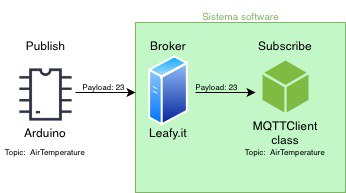 Sistema software
Publish
Broker
Subscribe
Payload: 23
Payload: 23
Arduino
Leafy.it
MQTTClient
class
Topic: AirTemperature
Topic: AirTemperature